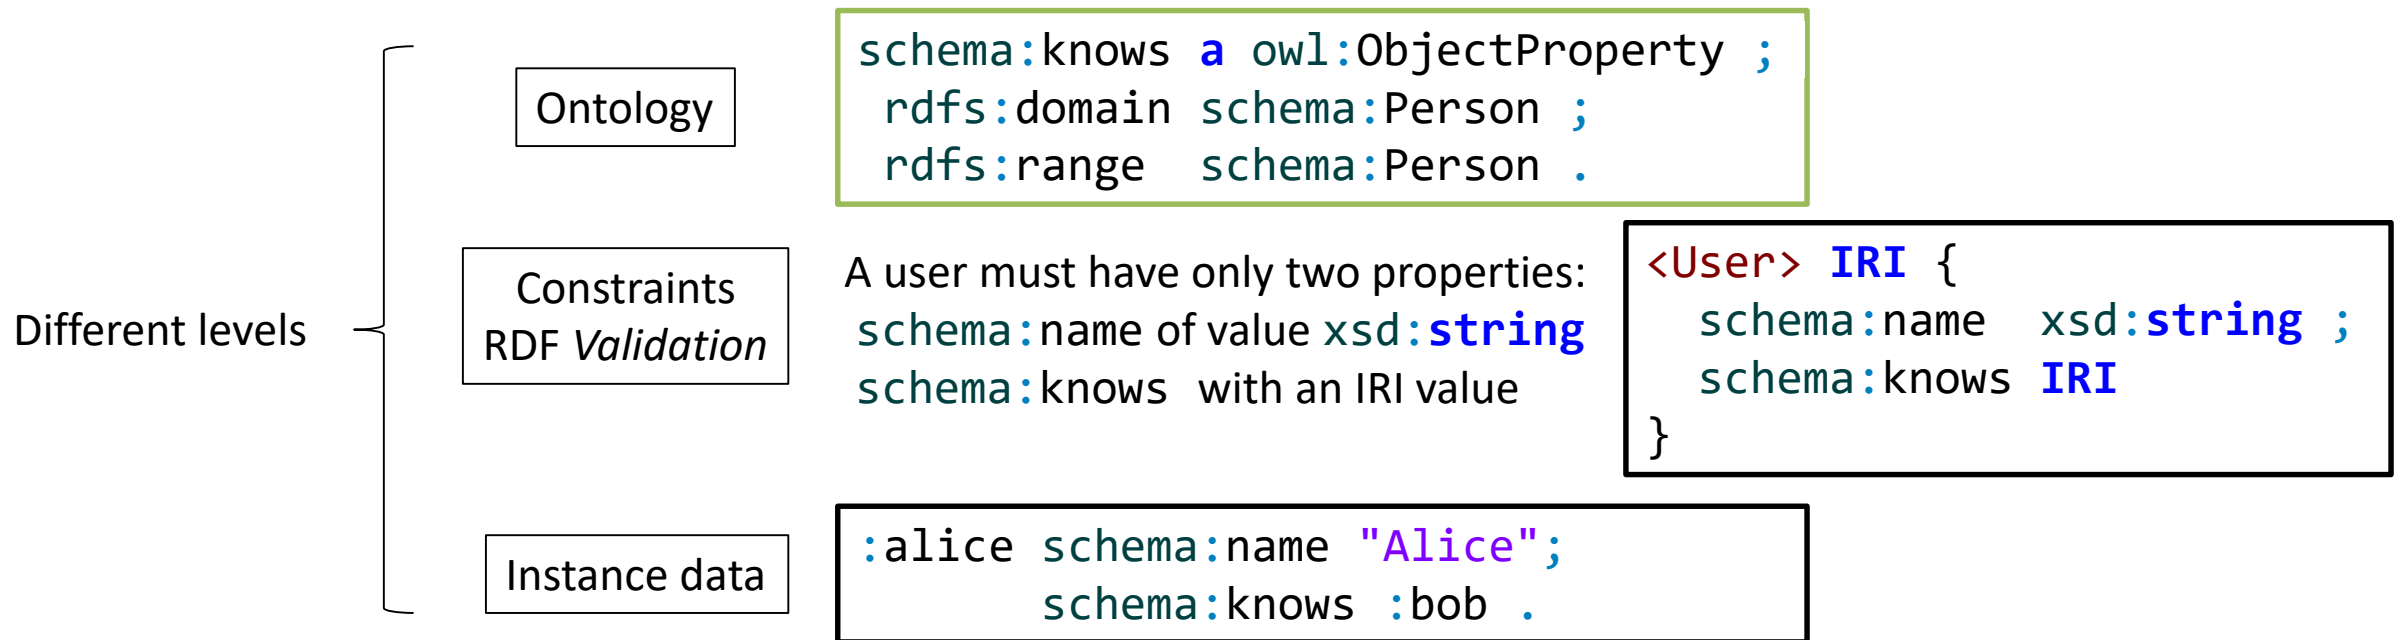 Different levels
Ontology
schema:knows a owl:ObjectProperty ;
rdfs:domain schema:Person ;
rdfs:range schema:Person .
Constraints
RDF Validation
A user must have only two properties:
schema:name of value xsd:string
schema:knows with an IRI value
<User> IRI {
schema:name xsd:string ;
schema:knows IRI
}
Instance data
:alice schema:name "Alice";
schema:knows :bob .